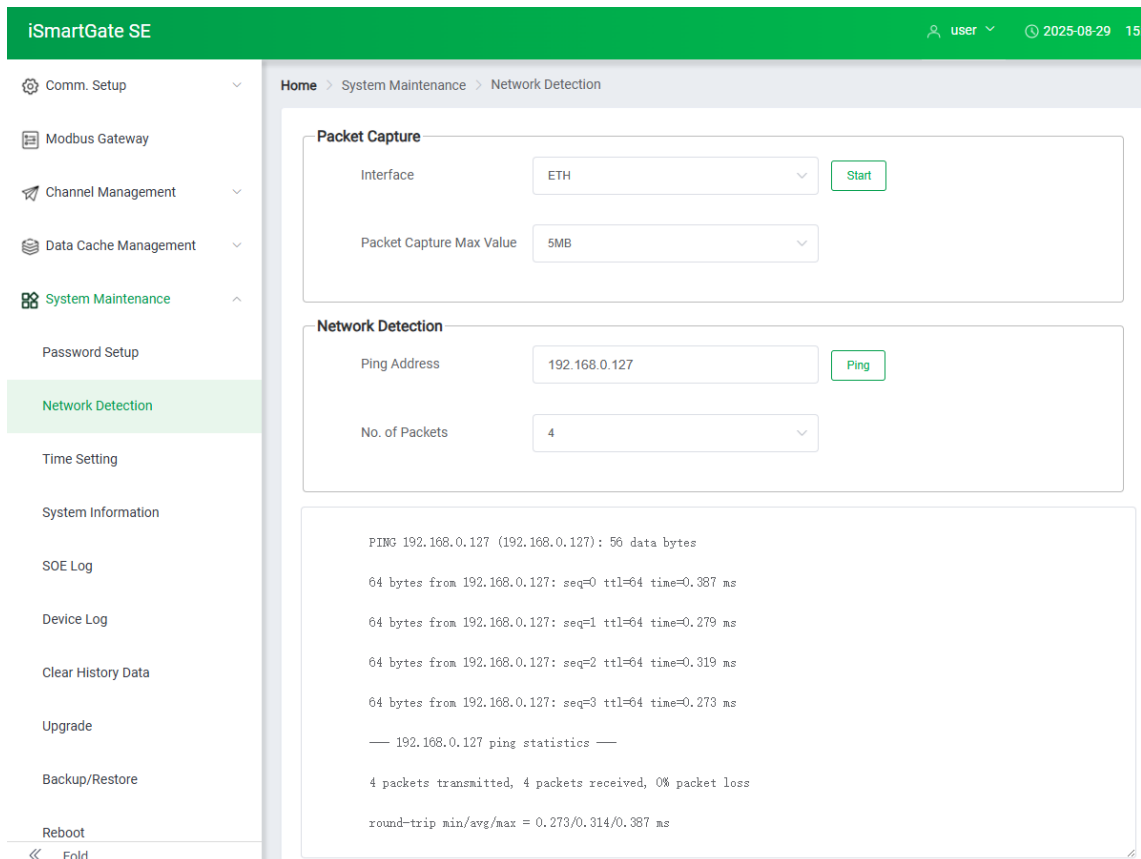 iSmartGate SE
user
2025-08-29 15
Comm. Setup
Modbus Gateway
Channel Management
Data Cache Management
System Maintenance
Password Setup
Network Detection
Time Setting
System Information
SOE Log
Device Log
Clear History Data
Upgrade
Backup/Restore
Reboot
Fold
Home > System Maintenance > Network Detection
Packet Capture
Interface ETH Start
Packet Capture Max Value 5MB
Network Detection
Ping Address 192.168.0.127 Ping
No. of Packets 4
PING 192.168.0.127 (192.168.0.127): 56 data bytes
64 bytes from 192.168.0.127: seq=0 ttl=64 time=0.387 ms
64 bytes from 192.168.0.127: seq=1 ttl=64 time=0.279 ms
64 bytes from 192.168.0.127: seq=2 ttl=64 time=0.319 ms
64 bytes from 192.168.0.127: seq=3 ttl=64 time=0.273 ms
--- 192.168.0.127 ping statistics ---
4 packets transmitted, 4 packets received, 0% packet loss
round-trip min/avg/max = 0.273/0.314/0.387 ms